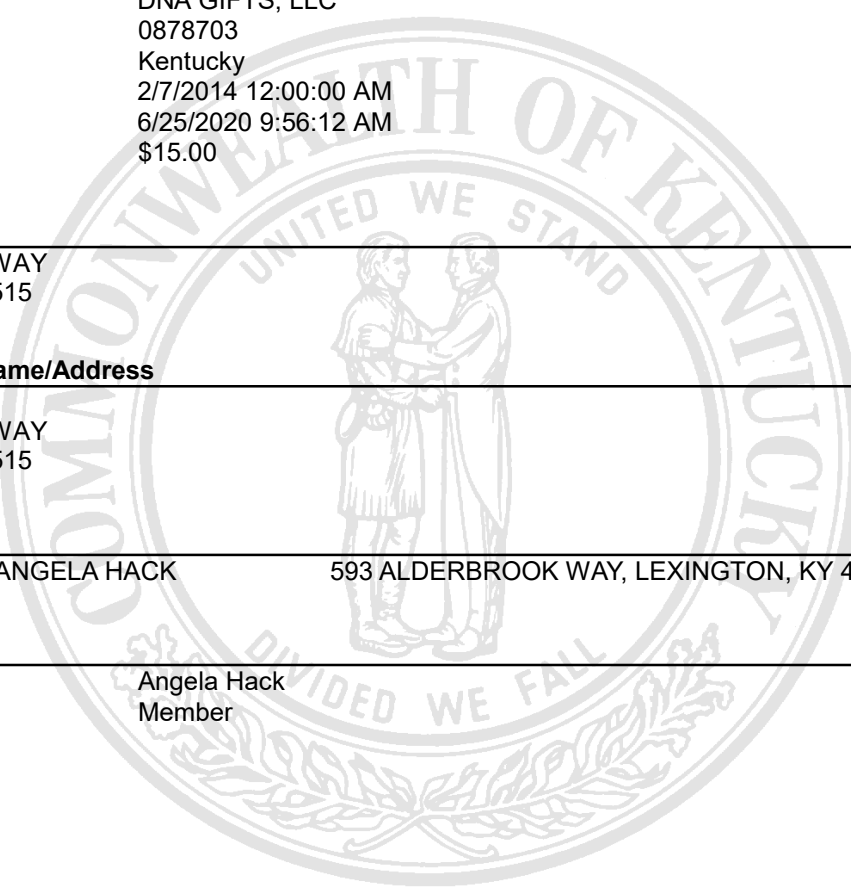 DNA GIFTS, LLC
0878703
Kentucky
2/7/2014 12:00:00 AM
6/25/2020 9:56:12 AM
$15.00
WAY
515
ame/Address
WAY
515
ANGELA HACK 593 ALDERBROOK WAY, LEXINGTON, KY 4
Angela Hack
Member
COMMONWEALTH OF KENTUCKY
UNITED WE STAND
DIVIDED WE FALL